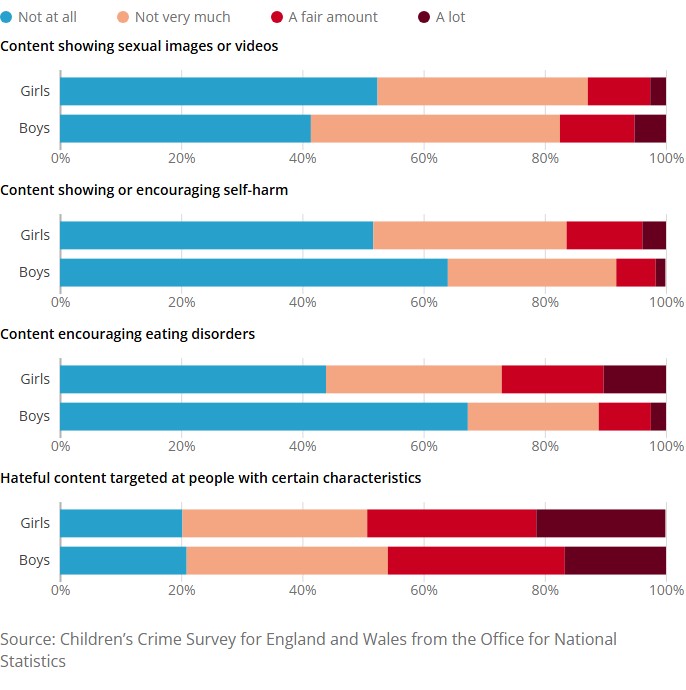 Not at all Not very much A fair amount A lot
Content showing sexual images or videos
Girls
Boys
0% 20% 40% 60% 80% 100%
Content showing or encouraging self-harm
Girls
Boys
0% 20% 40% 60% 80% 100%
Content encouraging eating disorders
Girls
Boys
0% 20% 40% 60% 80% 100%
Hateful content targeted at people with certain characteristics
Girls
Boys
0% 20% 40% 60% 80% 100%
Source: Children’s Crime Survey for England and Wales from the Office for National
Statistics